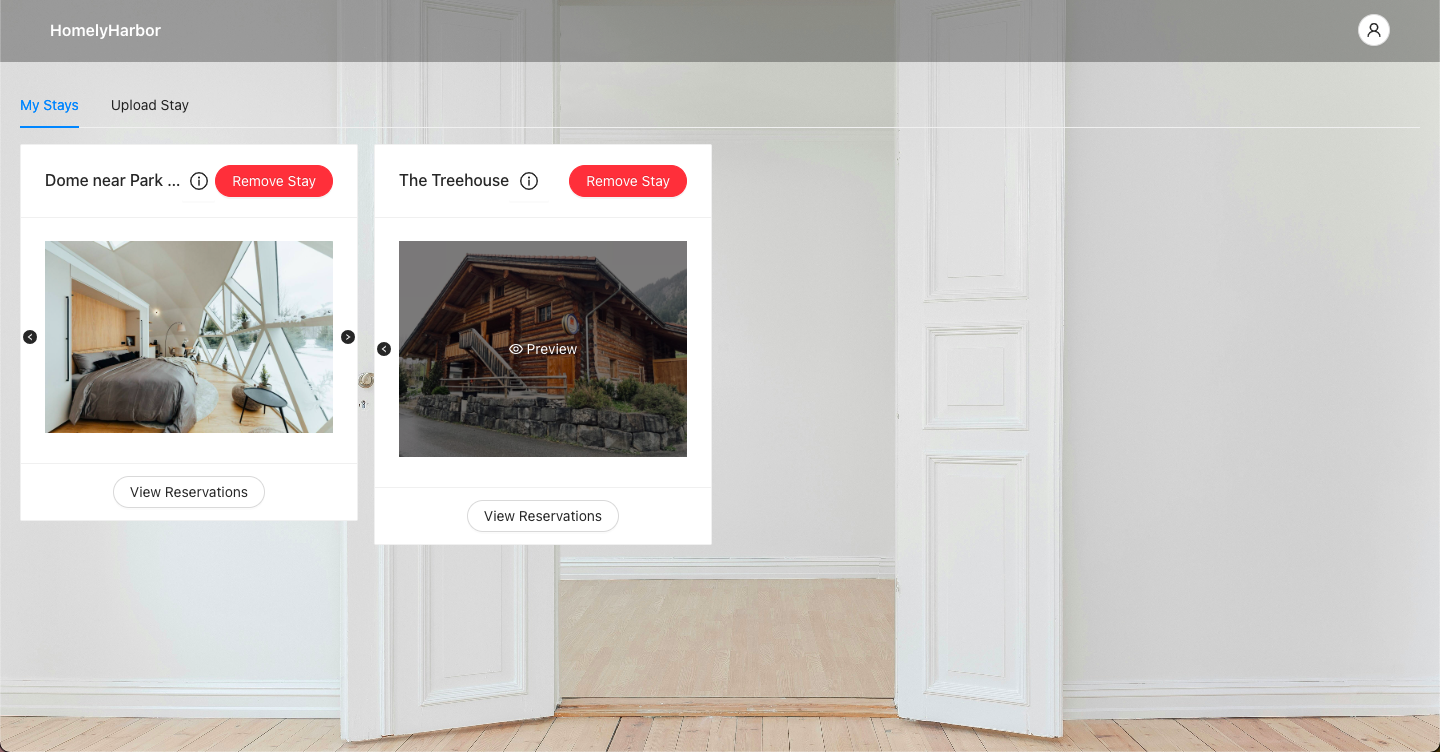 HomelyHarbor
My Stays
Upload Stay
Dome near Park ...
Remove Stay
The Treehouse
Remove Stay
Preview
View Reservations
View Reservations